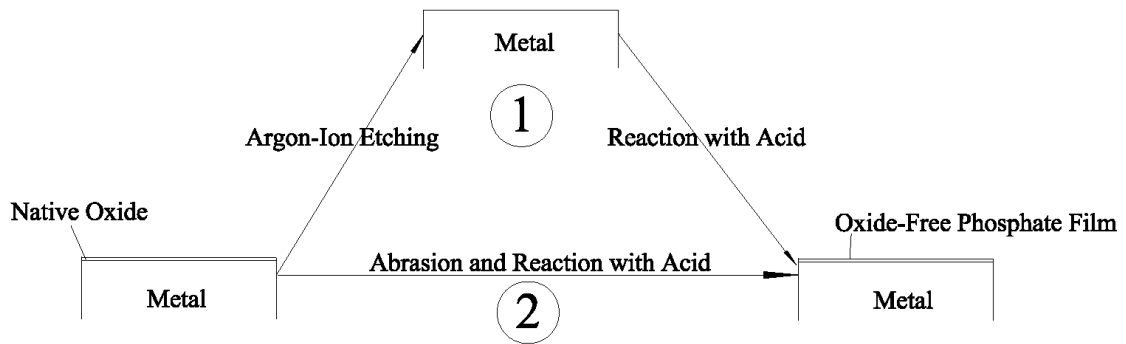 Metal
1
Argon-Ion Etching
Reaction with Acid
Native Oxide
Oxide-Free Phosphate Film
Abrasion and Reaction with Acid
Metal
2
Metal